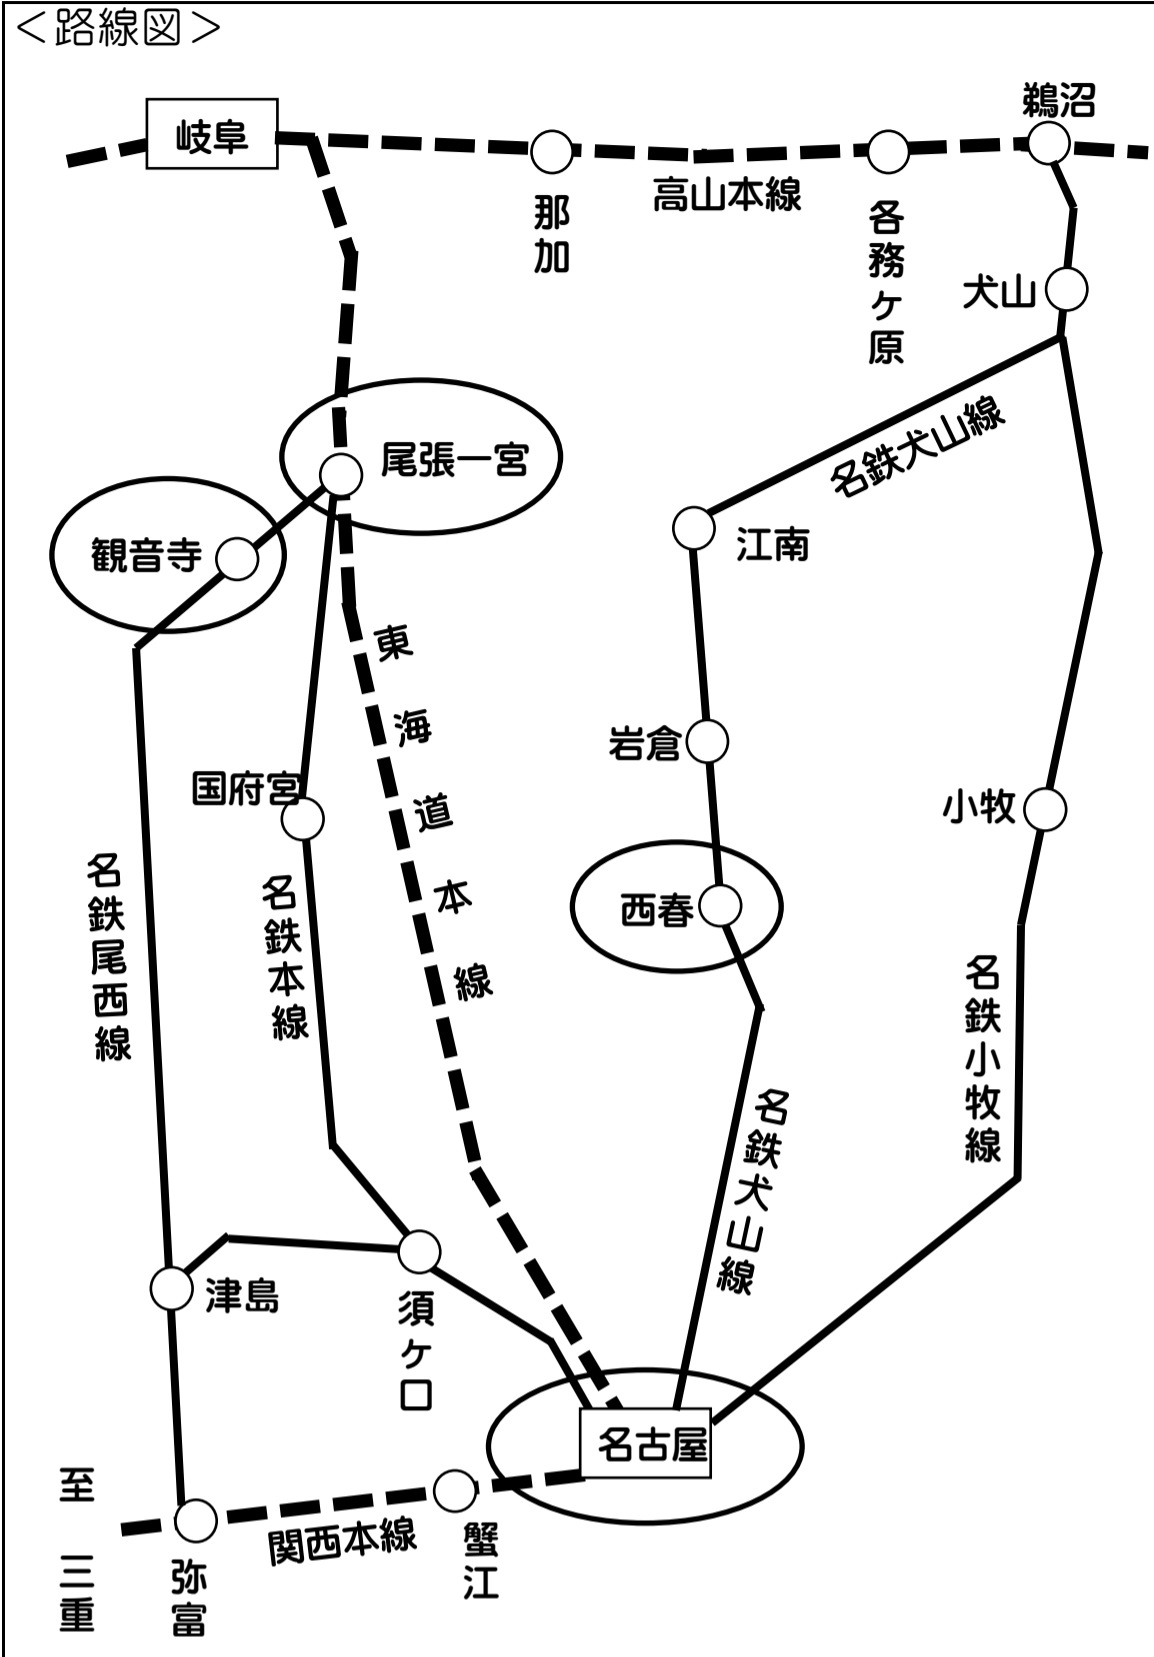 ＜路線図＞
岐阜
鵜沼
那加
高山本線
各務ヶ原
犬山
名鉄犬山線
尾張一宮
観音寺
江南
東海道本線
岩倉
国府宮
小牧
西春
名鉄尾西線
名鉄本線
名鉄小牧線
名鉄犬山線
津島
須ケ口
名古屋
至 三重
関西本線
弥富
蟹江